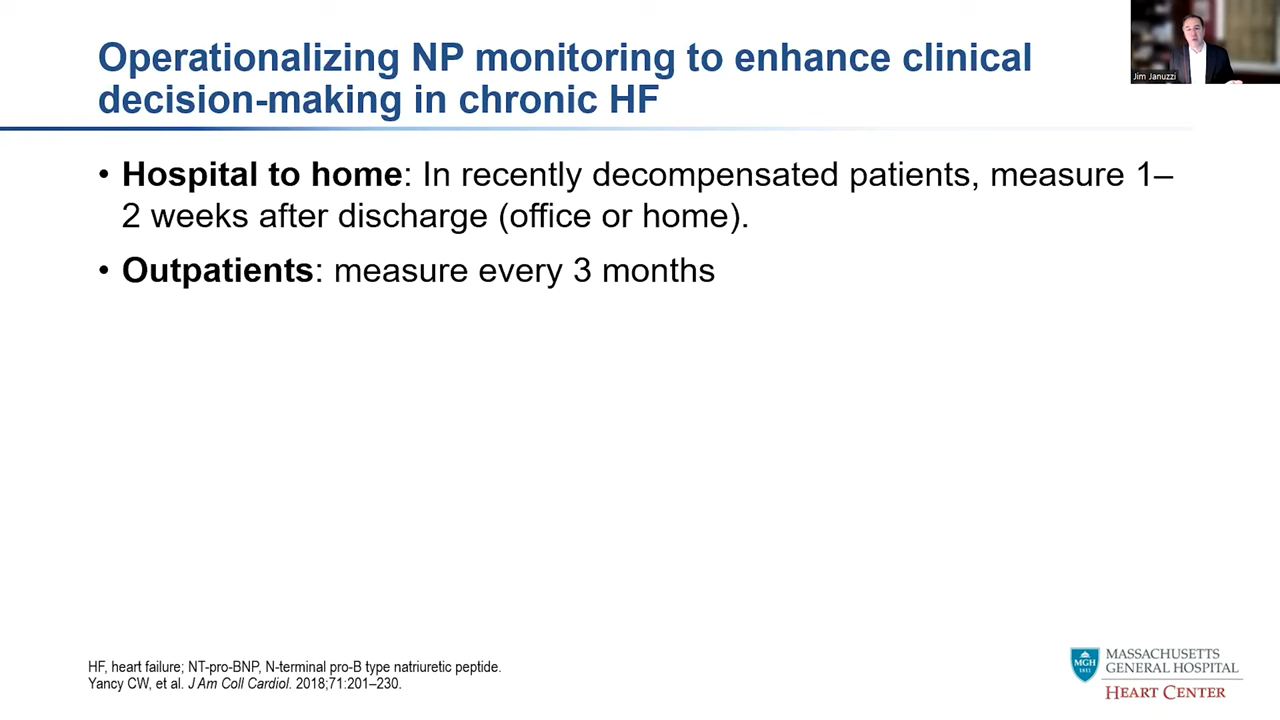 Operationalizing NP monitoring to enhance clinical
decision-making in chronic HF
Jim Januzzi
• Hospital to home: In recently decompensated patients, measure 1–
2 weeks after discharge (office or home).
• Outpatients: measure every 3 months
HF, heart failure; NT-pro-BNP, N-terminal pro-B type natriuretic peptide.
Yancy CW, et al. J Am Coll Cardiol. 2018;71:201–230.
MGH
1811
MASSACHUSETTS
GENERAL HOSPITAL
HEART CENTER